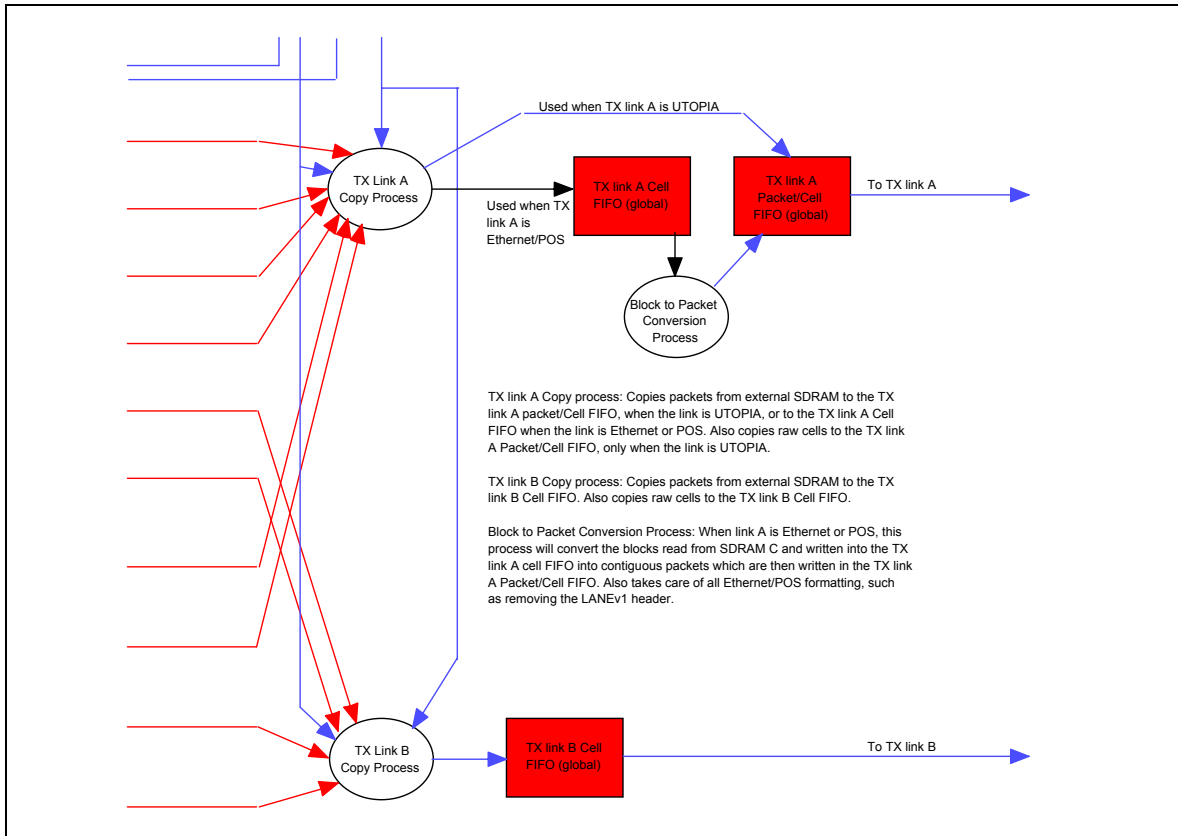 Used when TX link A is UTOPIA
TX Link A
Copy Process
TX link A Cell
FIFO (global)
TX link A
Packet/Cell
FIFO (global)
To TX link A
Used when TX
link A is
Ethernet/POS
Block to Packet
Conversion
Process
TX link A Copy process: Copies packets from external SDRAM to the TX
link A packet/Cell FIFO, when the link is UTOPIA, or to the TX link A Cell
FIFO when the link is Ethernet or POS. Also copies raw cells to the TX link
A Packet/Cell FIFO, only when the link is UTOPIA.
TX link B Copy process: Copies packets from external SDRAM to the TX
link B Cell FIFO. Also copies raw cells to the TX link B Cell FIFO.
Block to Packet Conversion Process: When link A is Ethernet or POS, this
process will convert the blocks read from SDRAM C and written into the TX
link A cell FIFO into contiguous packets which are then written in the TX link
A Packet/Cell FIFO. Also takes care of all Ethernet/POS formatting, such
as removing the LANEv1 header.
TX Link B
Copy Process
TX link B Cell
FIFO (global)
To TX link B